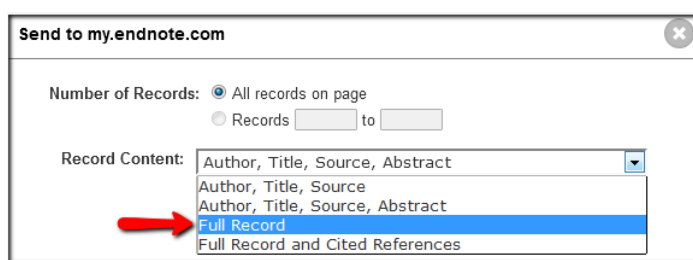 Send to my.endnote.com
Number of Records: All records on page
Records to
Record Content: Author, Title, Source, Abstract
Author, Title, Source
Author, Title, Source, Abstract
Full Record
Full Record and Cited References